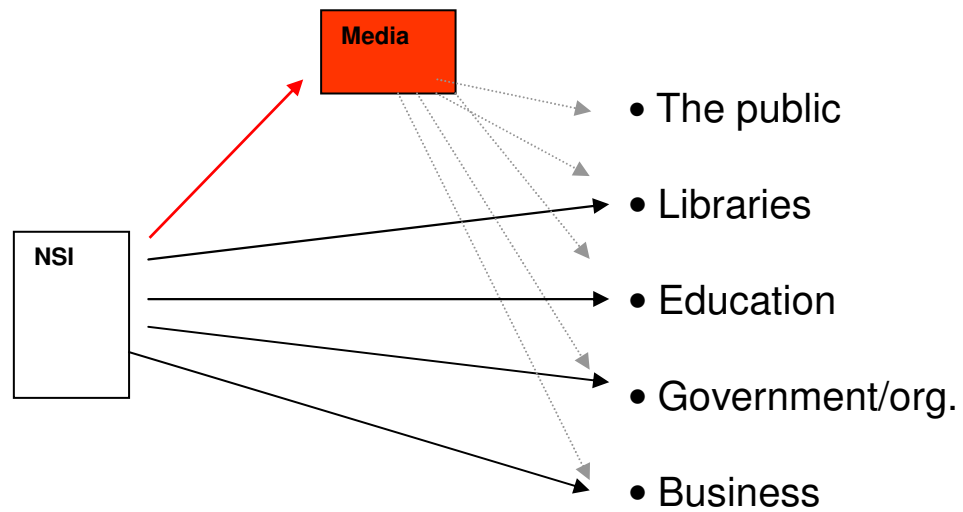 Media
• The public
• Libraries
NSI
• Education
• Government/org.
• Business